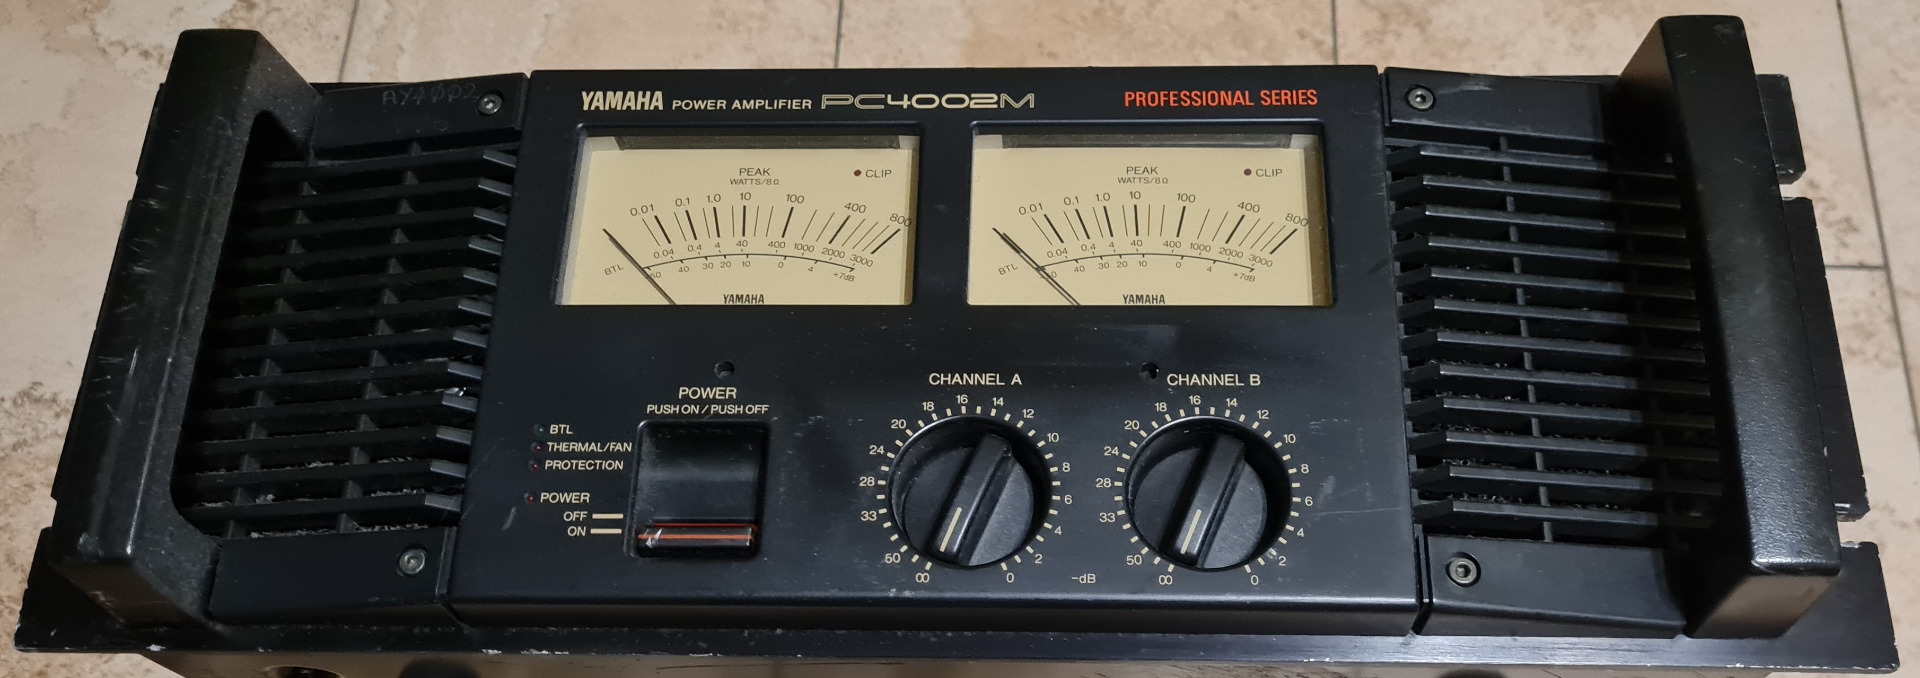 AY4002
YAMAHA POWER AMPLIFIER PC4002M
PROFESSIONAL SERIES
PEAK
WATTS/8Ω
CLIP
0.01 0.1 1.0 10 100 400 800
0.04 0.4 4 40 400 1000 2000 3000
BTL
50 40 30 20 10 0 4 +7dB
YAMAHA
PEAK
WATTS/8Ω
CLIP
0.01 0.1 1.0 10 100 400 800
0.04 0.4 4 40 400 1000 2000 3000
BTL
50 40 30 20 10 0 4 +7dB
YAMAHA
POWER
PUSH ON / PUSH OFF
BTL
THERMAL/FAN
PROTECTION
POWER
OFF
ON
CHANNEL A
∞ 50 33 28 24 20 18 16 14 12 10 8 6 4 2 0
-dB
CHANNEL B
∞ 50 33 28 24 20 18 16 14 12 10 8 6 4 2 0